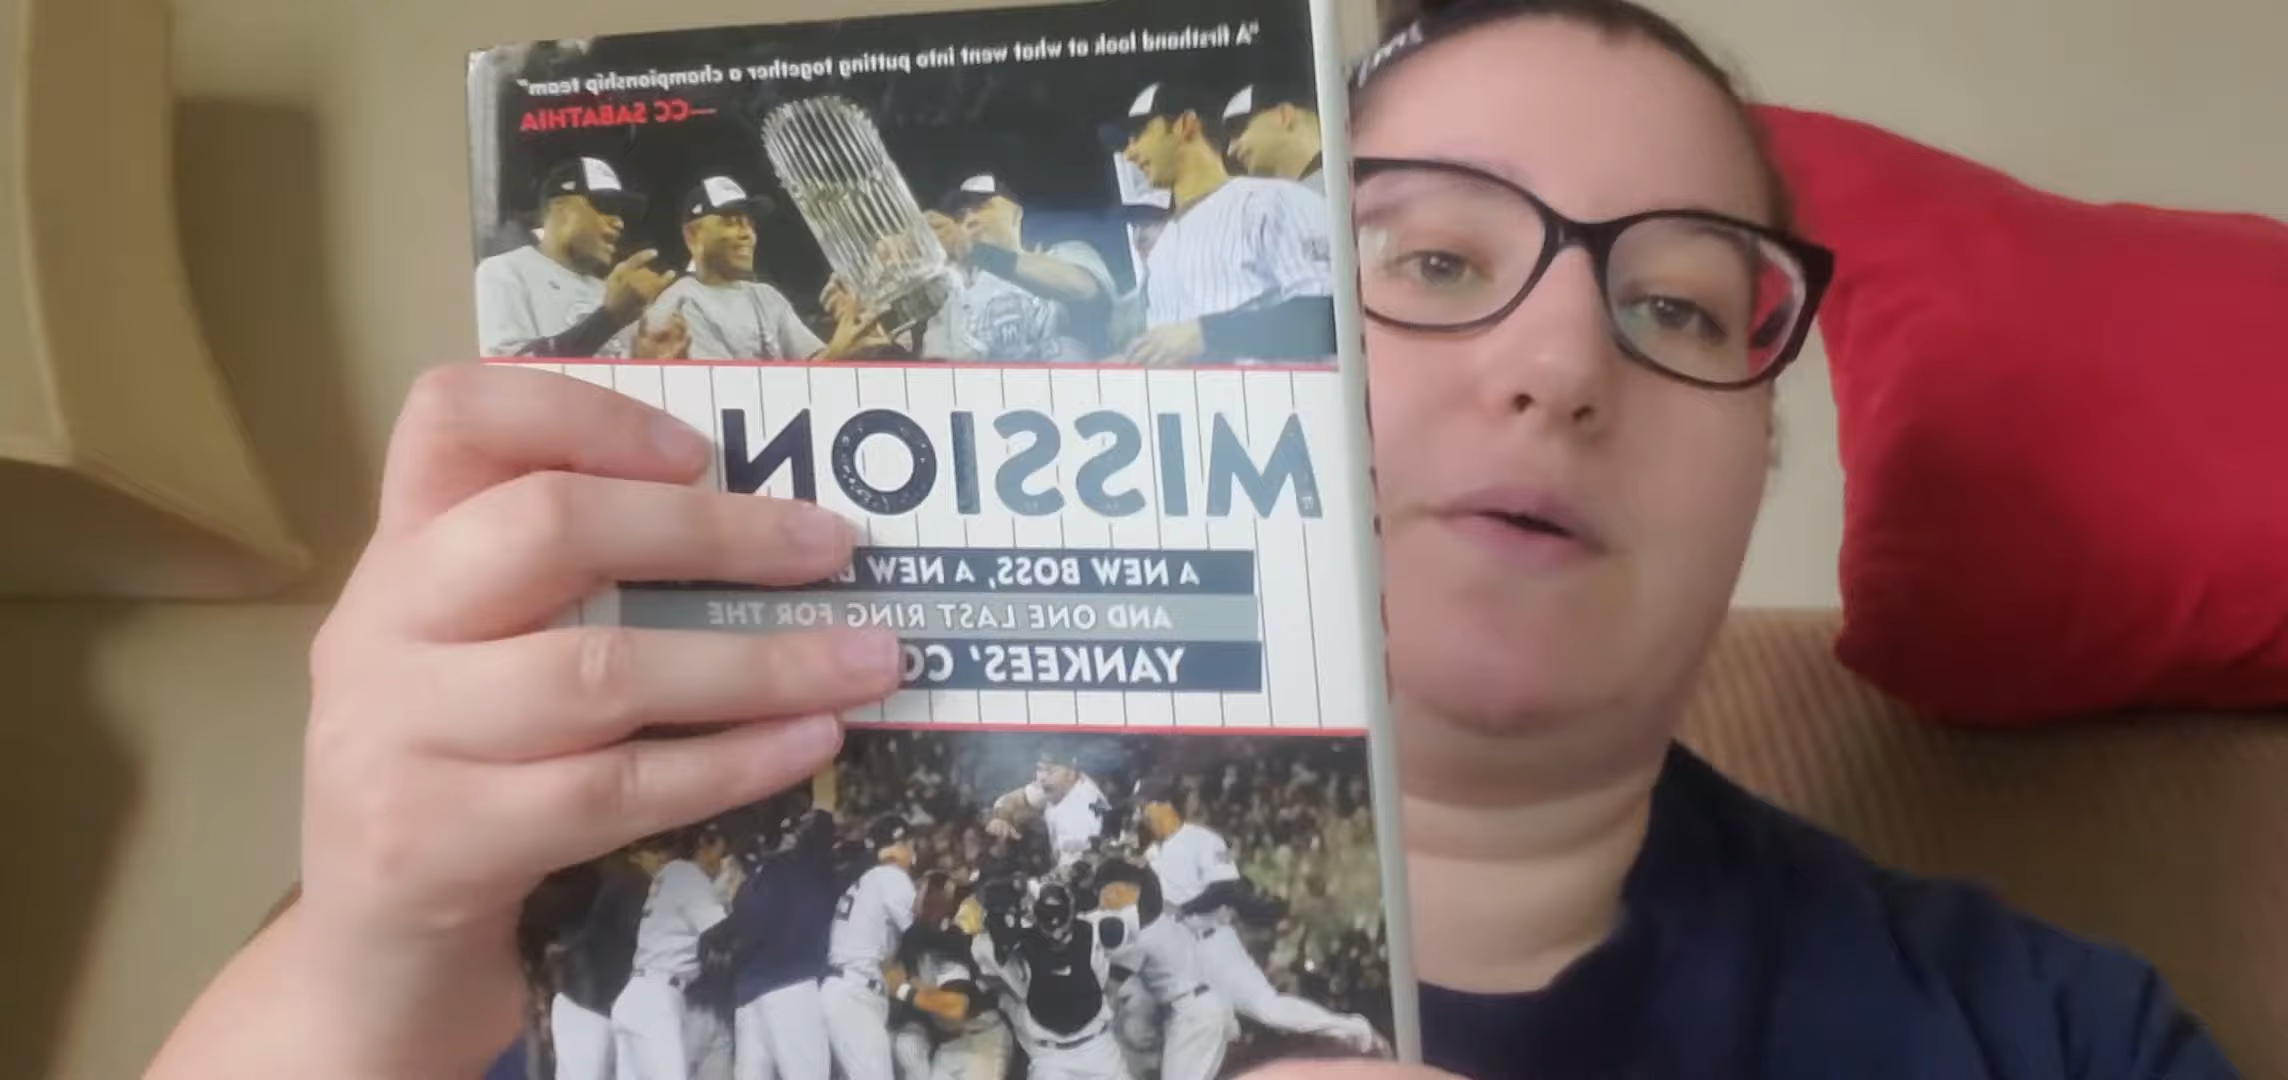 "A firsthand look at what went into putting together a championship team"
—CC SABATHIA
MISSION
A NEW BOSS, A NEW
AND ONE LAST RING FOR THE
YANKEES'